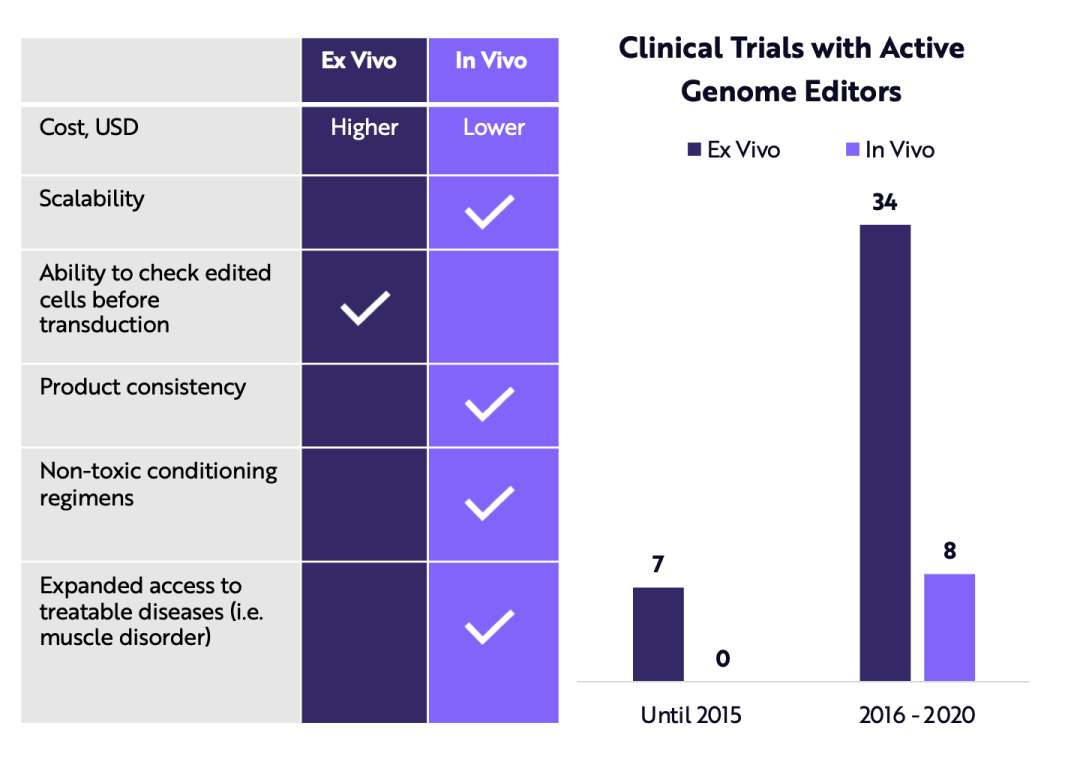 Ex Vivo
In Vivo
Cost, USD
Higher
Lower
Scalability
Ability to check edited
cells before
transduction
Product consistency
Non-toxic conditioning
regimens
Expanded access to
treatable diseases (i.e.
muscle disorder)
Clinical Trials with Active
Genome Editors
Ex Vivo
In Vivo
34
7
8
0
Until 2015
2016 - 2020